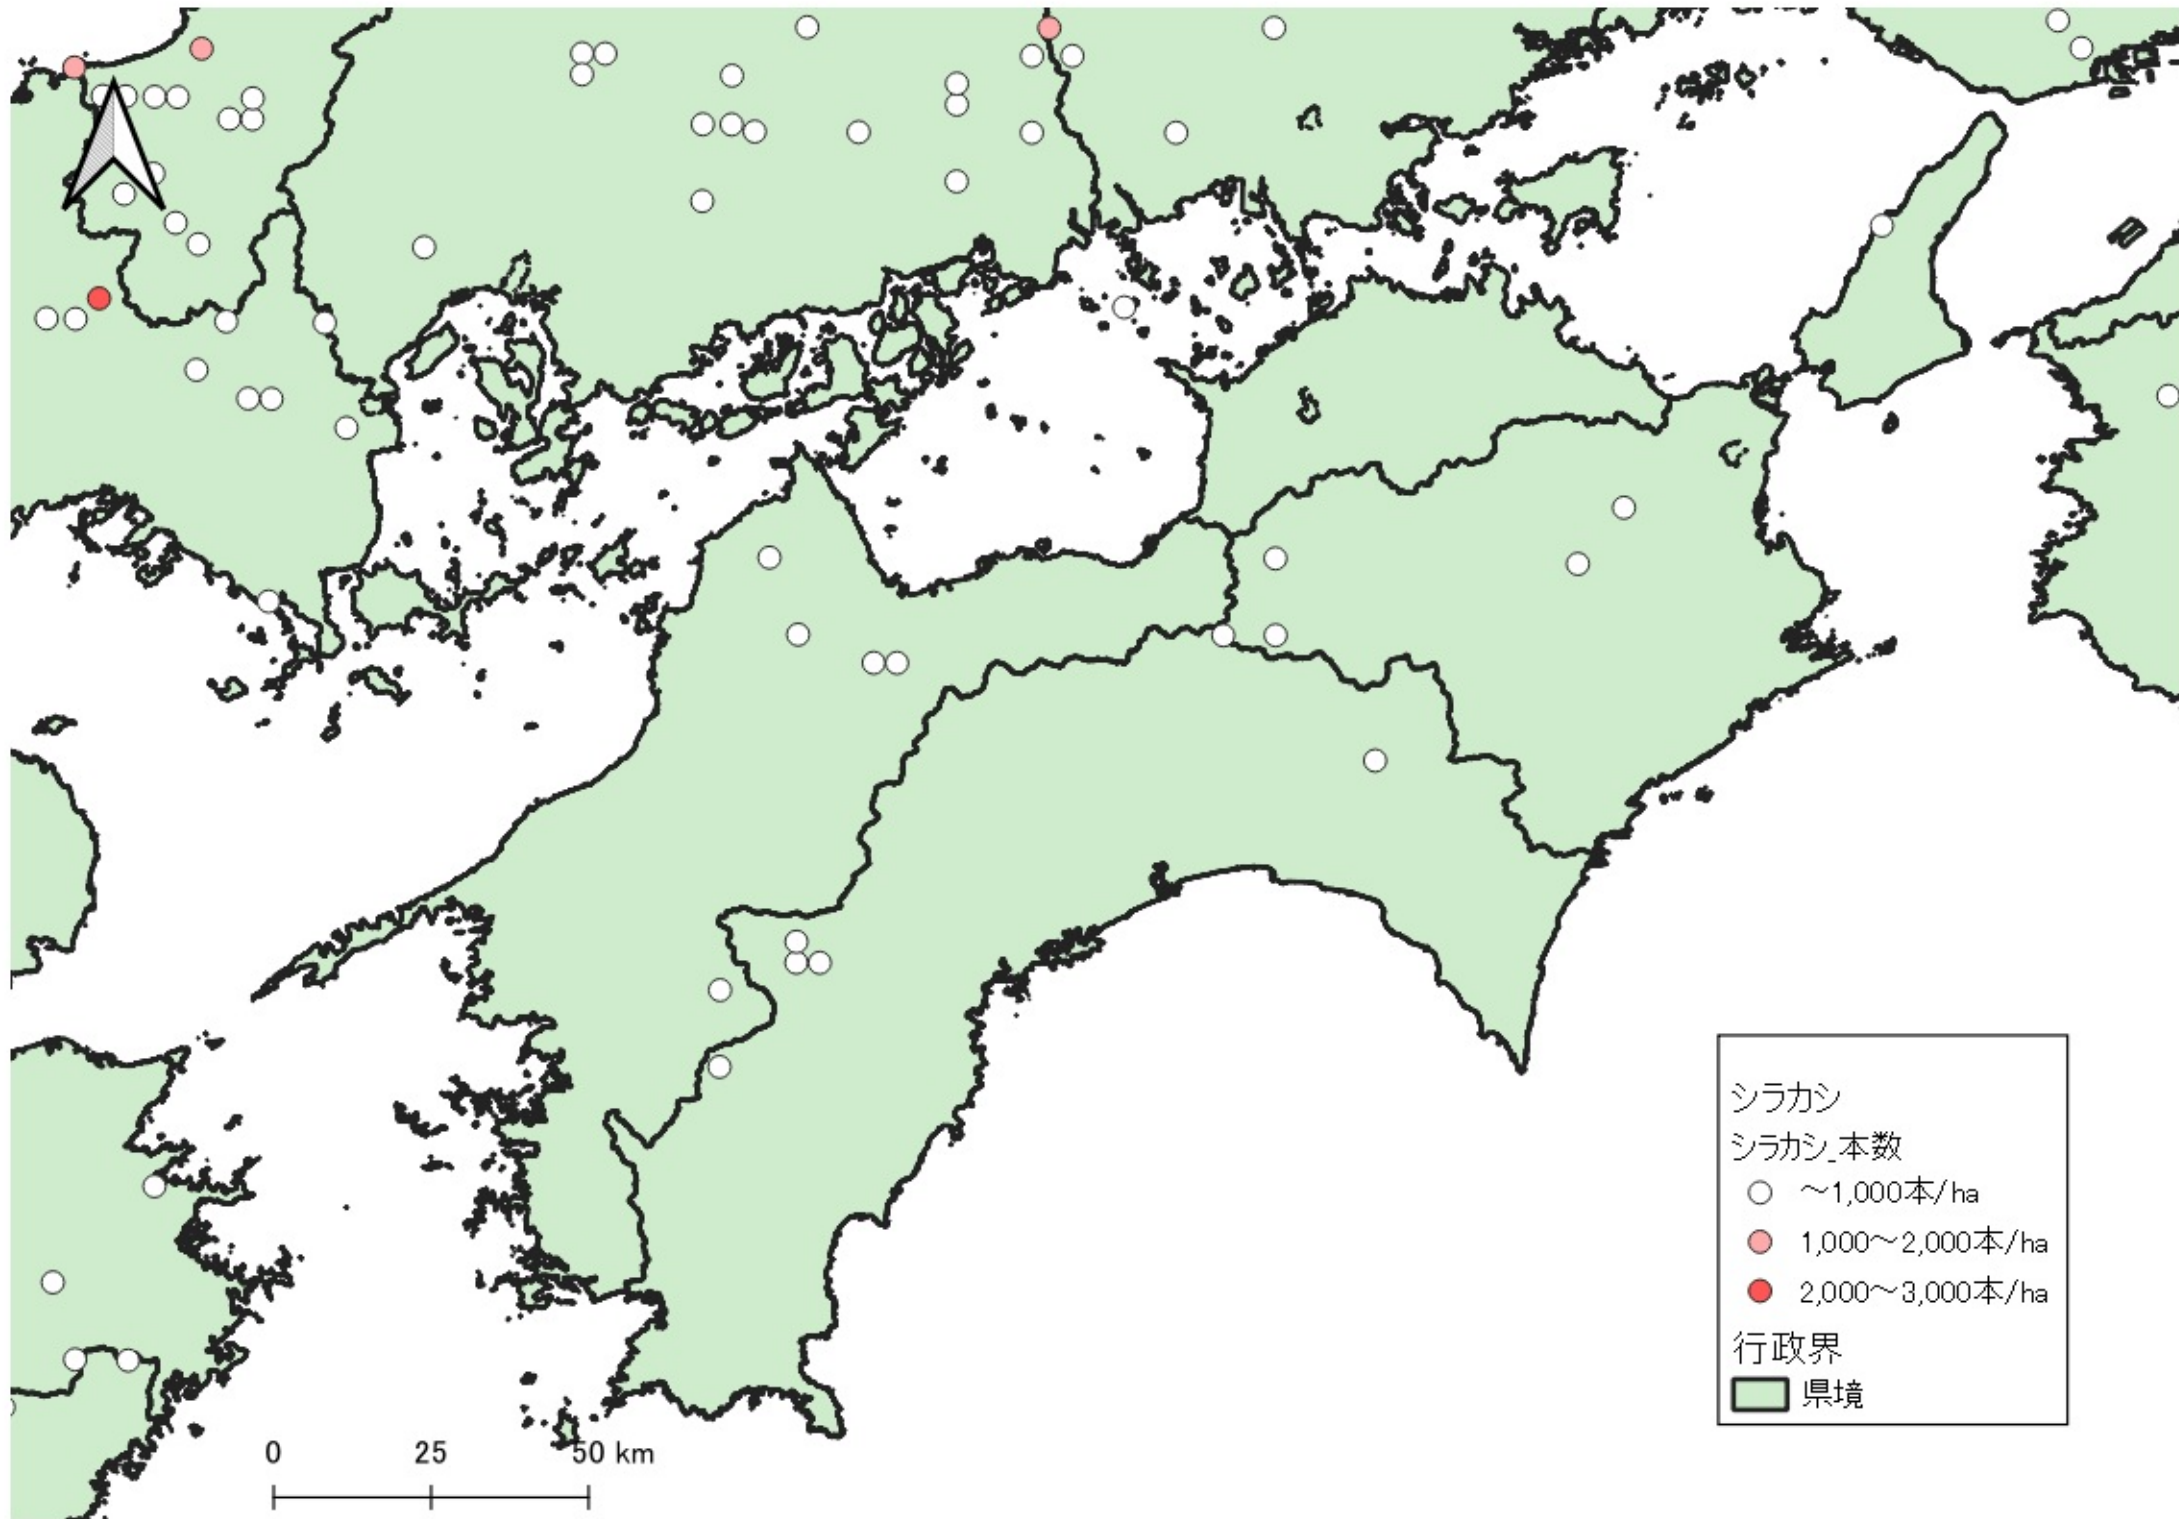 シラカシ
シラカシ_本数
～1,000本/ha
1,000～2,000本/ha
2,000～3,000本/ha
行政界
県境
0 25 50 km